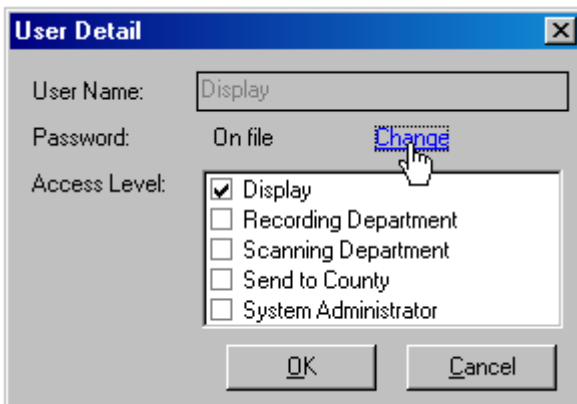 User Detail
User Name: Display
Password: On file Change
Access Level: Display
Recording Department
Scanning Department
Send to County
System Administrator
OK Cancel